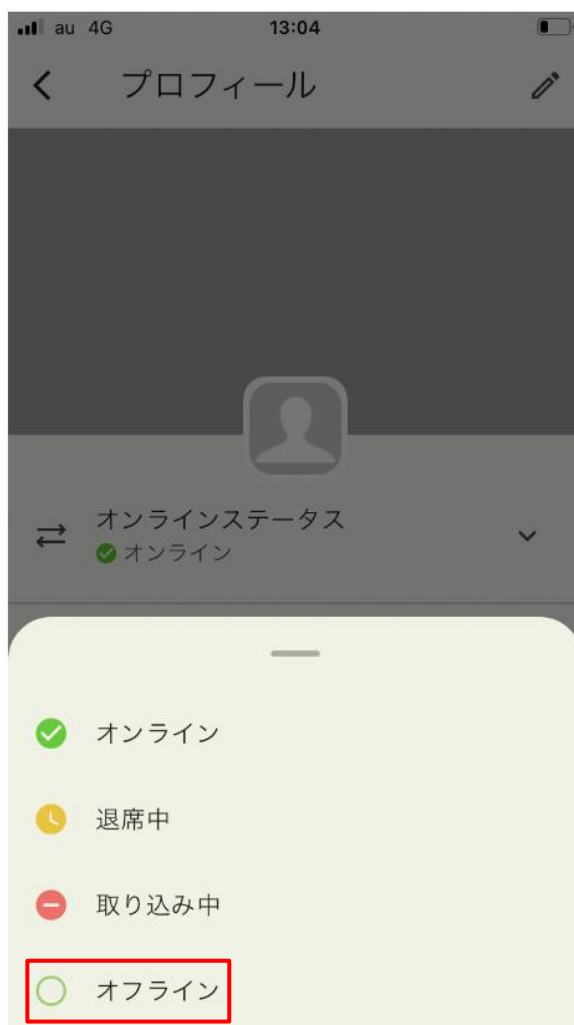 au 4G 13:04
プロフィール
オンラインステータス
オンライン
オンライン
退席中
取り込み中
オフライン